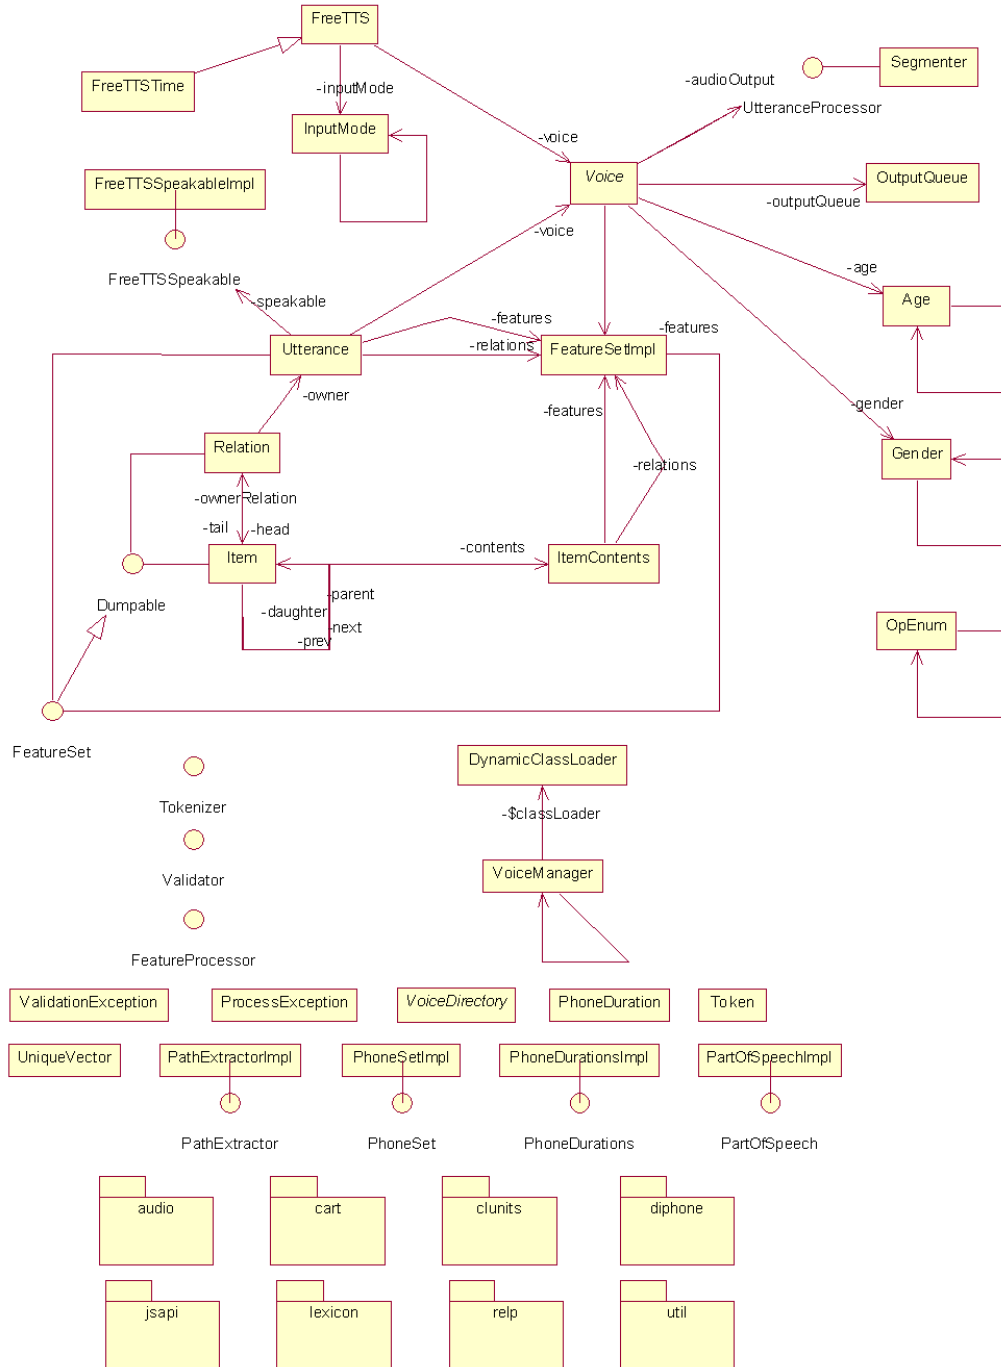 FreeTTS
FreeTTSTime
-inputMode
InputMode
-audioOutput
Segmenter
UtteranceProcessor
-voice
Voice
OutputQueue
-outputQueue
FreeTTSSpeakableImpl
-voice
FreeTTSSpeakable
-speakable
-age
Age
-features
-relations
-features
Utterance
FeatureSetImpl
-owner
-features
-gender
Gender
Relation
-relations
-ownerRelation
-tail
-head
Item
-contents
ItemContents
-parent
-daughter
-next
-prev
Dumpable
OpEnum
FeatureSet
DynamicClassLoader
Tokenizer
-$classLoader
Validator
VoiceManager
FeatureProcessor
ValidationException
ProcessException
VoiceDirectory
PhoneDuration
Token
UniqueVector
PathExtractorImpl
PhoneSetImpl
PhoneDurationsImpl
PartOfSpeechImpl
PathExtractor
PhoneSet
PhoneDurations
PartOfSpeech
audio
cart
clunits
diphone
jsapi
lexicon
relp
util